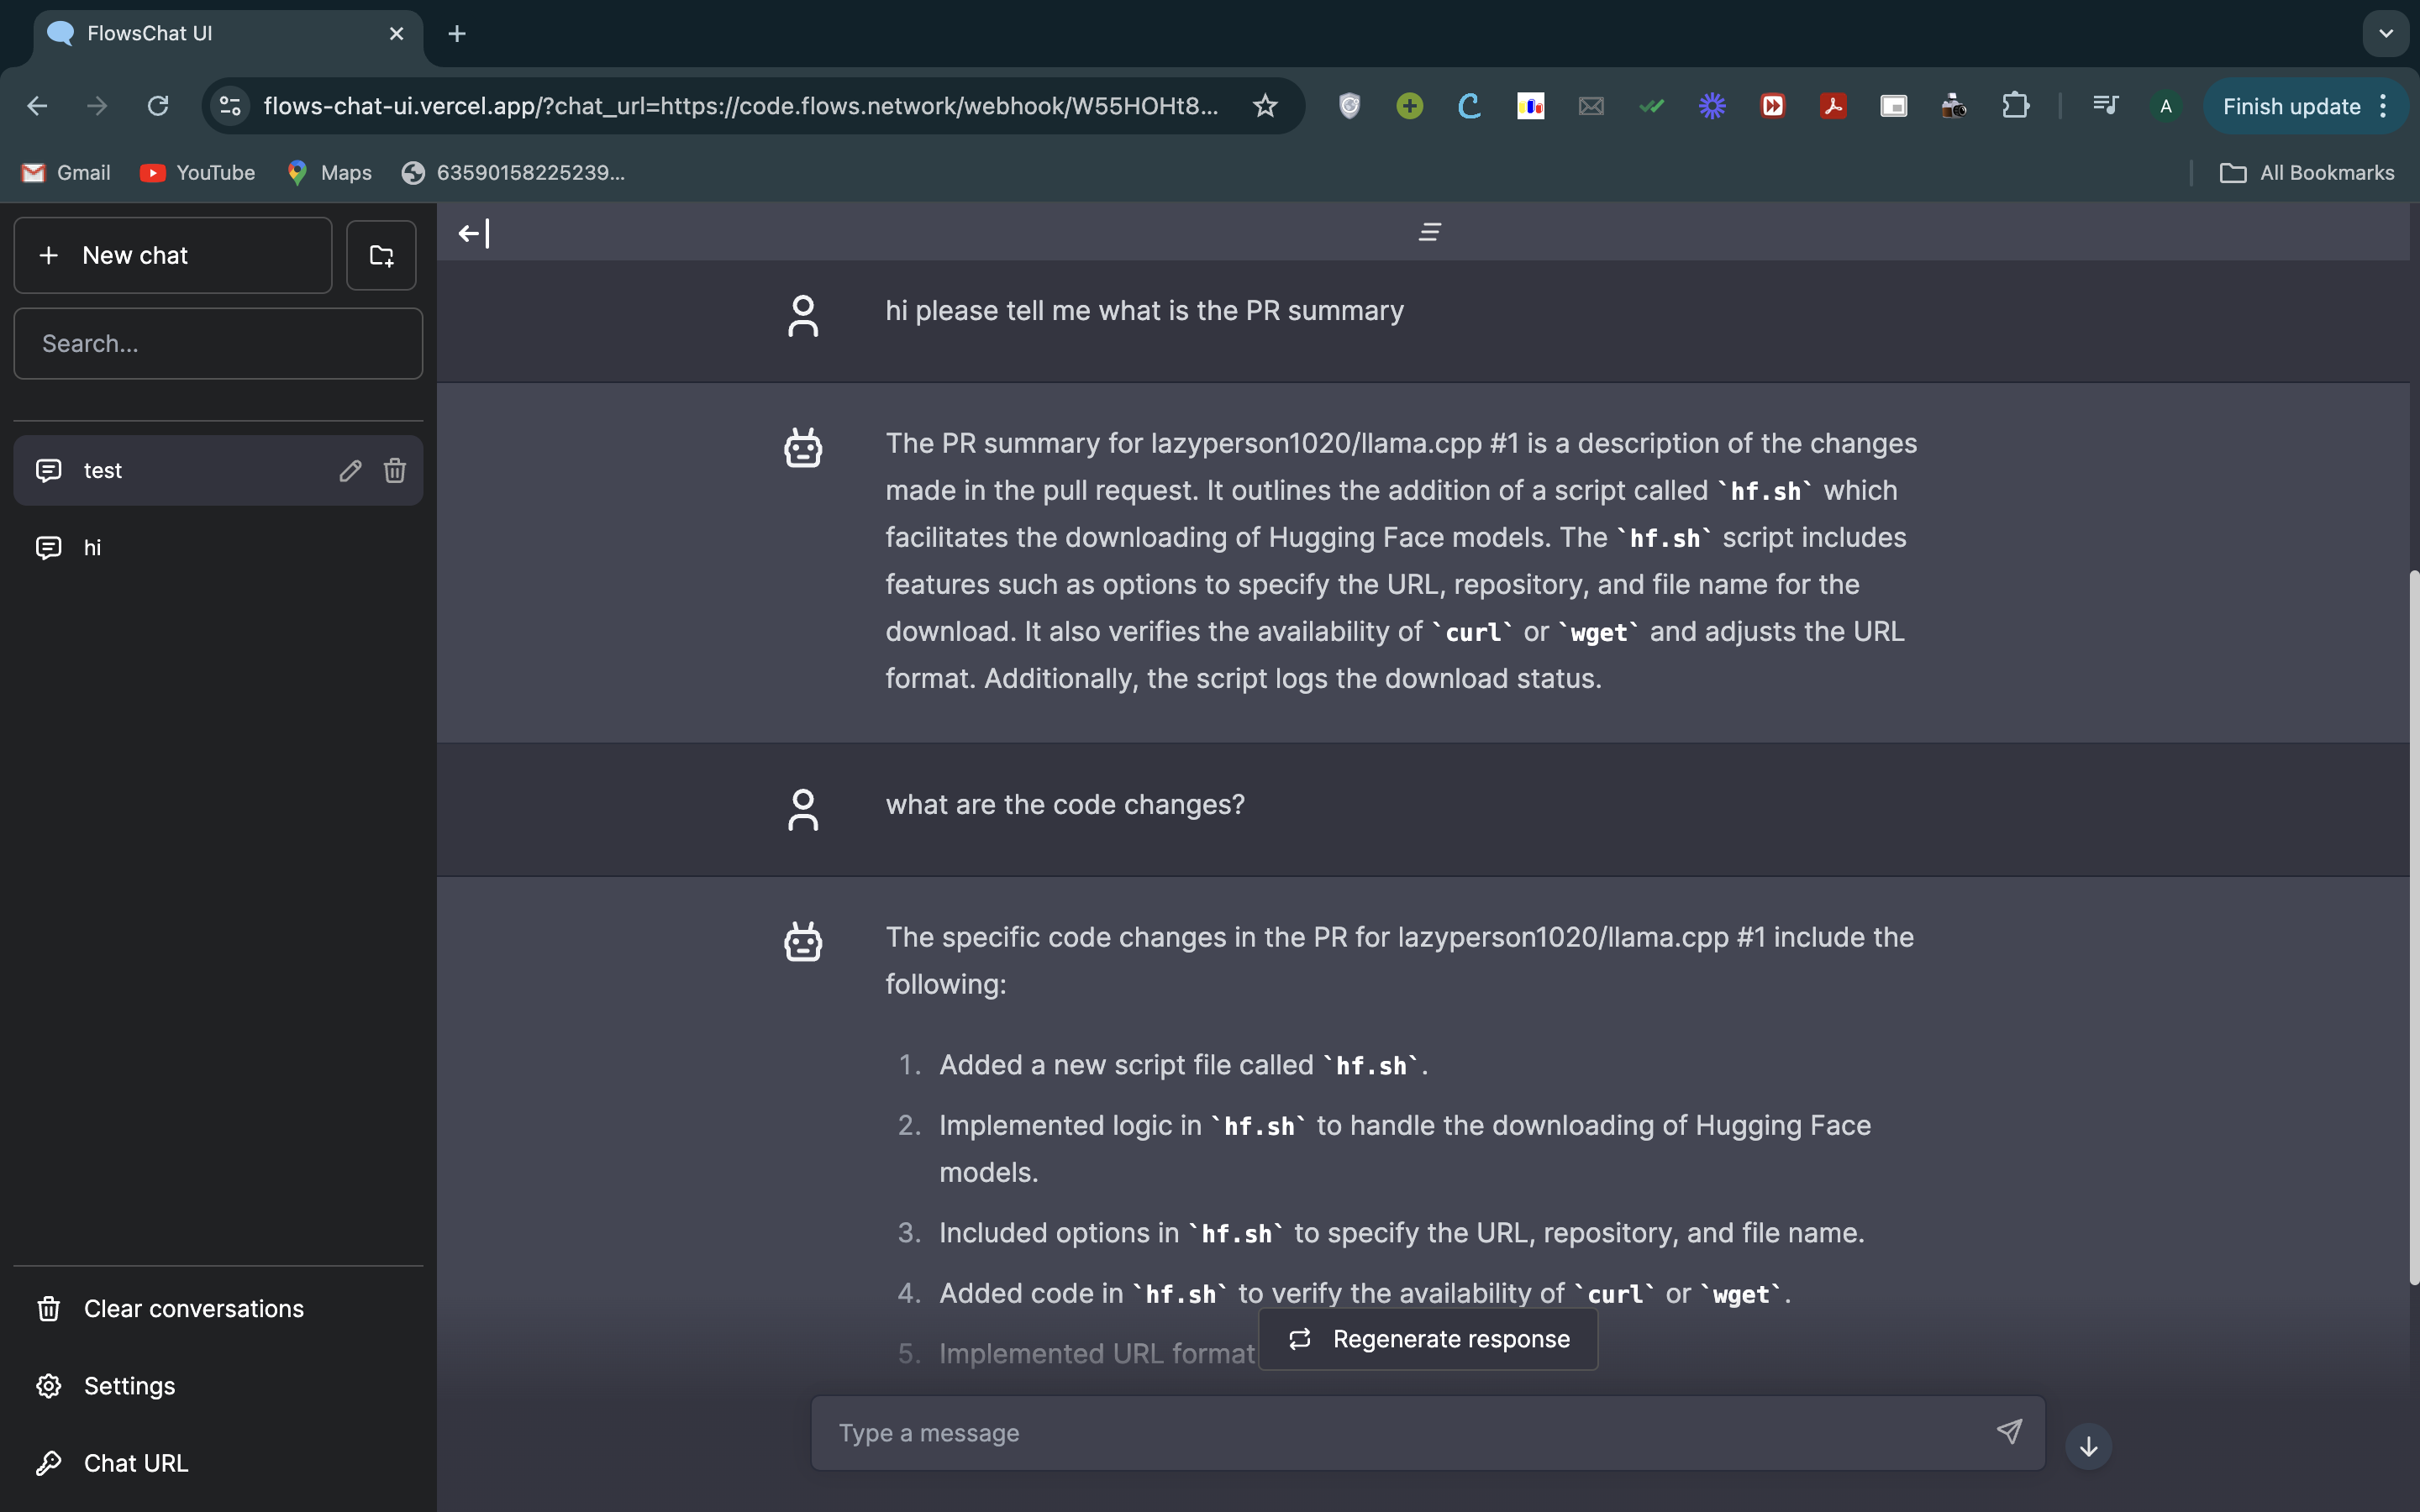 FlowsChat UI
flows-chat-ui.vercel.app/?chat_url=https://code.flows.network/webhook/W55HOHt8...
A
Finish update
Gmail
YouTube
Maps
63590158225239...
All Bookmarks
New chat
Search...
test
hi
Clear conversations
Settings
Chat URL
hi please tell me what is the PR summary
The PR summary for lazyperson1020/llama.cpp #1 is a description of the changes
made in the pull request. It outlines the addition of a script called `hf.sh` which
facilitates the downloading of Hugging Face models. The `hf.sh` script includes
features such as options to specify the URL, repository, and file name for the
download. It also verifies the availability of `curl` or `wget` and adjusts the URL
format. Additionally, the script logs the download status.
what are the code changes?
The specific code changes in the PR for lazyperson1020/llama.cpp #1 include the
following:
1. Added a new script file called `hf.sh`.
2. Implemented logic in `hf.sh` to handle the downloading of Hugging Face
models.
3. Included options in `hf.sh` to specify the URL, repository, and file name.
4. Added code in `hf.sh` to verify the availability of `curl` or `wget`.
5. Implemented URL format
Regenerate response
Type a message